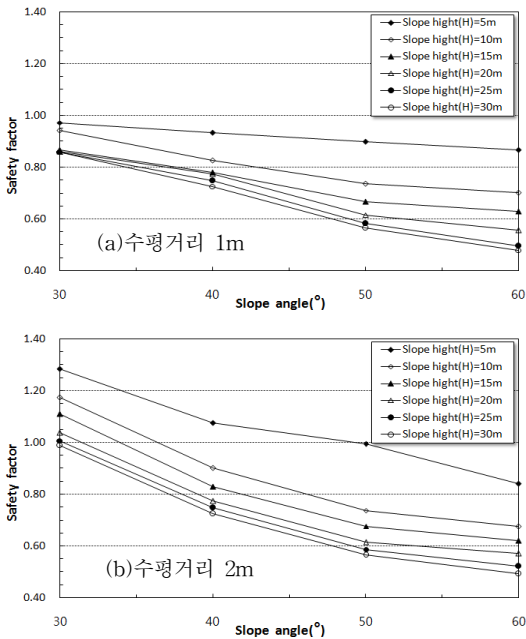 1.40
1.20
1.00
0.80
0.60
0.40
Safety factor
Slope hight(H)=5m
Slope hight(H)=10m
Slope hight(H)=15m
Slope hight(H)=20m
Slope hight(H)=25m
Slope hight(H)=30m
(a)수평거리 1m
30 40 50 60
Slope angle(°)
1.40
1.20
1.00
0.80
0.60
0.40
Safety factor
Slope hight(H)=5m
Slope hight(H)=10m
Slope hight(H)=15m
Slope hight(H)=20m
Slope hight(H)=25m
Slope hight(H)=30m
(b)수평거리 2m
30 40 50 60
Slope angle(°)